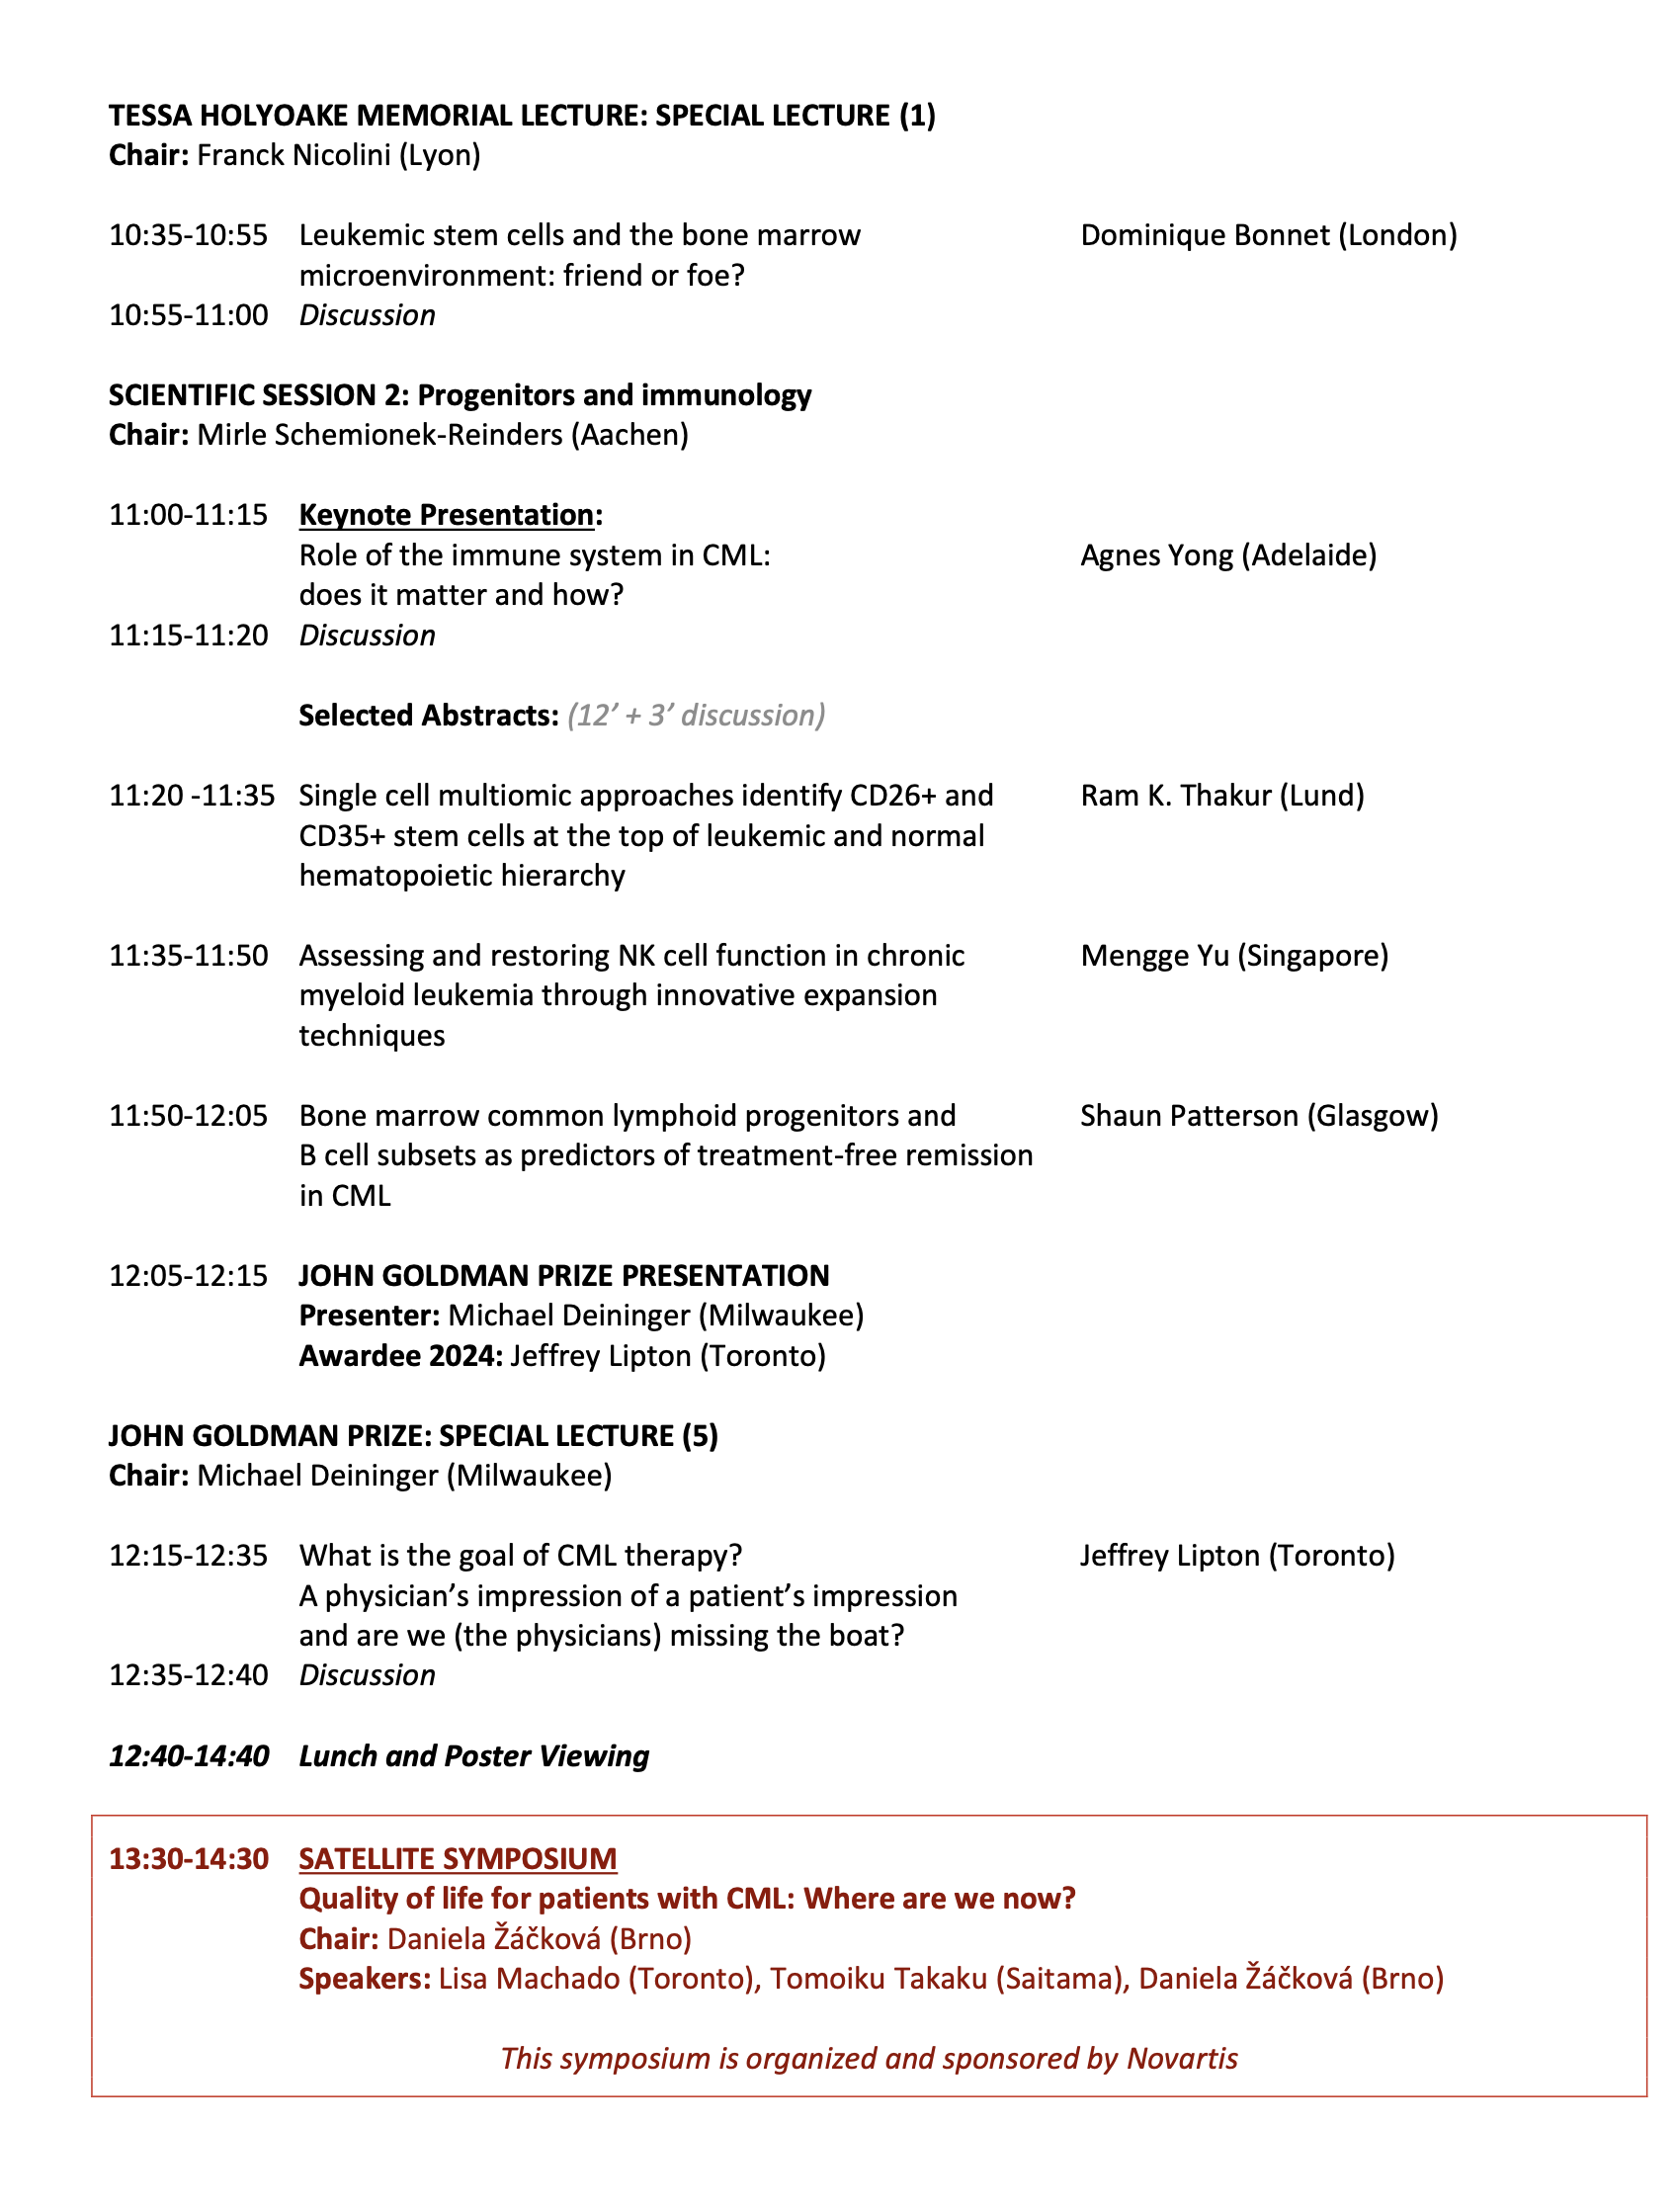 TESSA HOLYOAKE MEMORIAL LECTURE: SPECIAL LECTURE (1)
Chair: Franck Nicolini (Lyon)
10:35-10:55 Leukemic stem cells and the bone marrow Dominique Bonnet (London)
microenvironment: friend or foe?
10:55-11:00 Discussion
SCIENTIFIC SESSION 2: Progenitors and immunology
Chair: Mirle Schemionek-Reinders (Aachen)
11:00-11:15 Keynote Presentation:
Role of the immune system in CML: Agnes Yong (Adelaide)
does it matter and how?
11:15-11:20 Discussion
Selected Abstracts: (12’ + 3’ discussion)
11:20 -11:35 Single cell multiomic approaches identify CD26+ and Ram K. Thakur (Lund)
CD35+ stem cells at the top of leukemic and normal
hematopoietic hierarchy
11:35-11:50 Assessing and restoring NK cell function in chronic Mengge Yu (Singapore)
myeloid leukemia through innovative expansion
techniques
11:50-12:05 Bone marrow common lymphoid progenitors and Shaun Patterson (Glasgow)
B cell subsets as predictors of treatment-free remission
in CML
12:05-12:15 JOHN GOLDMAN PRIZE PRESENTATION
Presenter: Michael Deininger (Milwaukee)
Awardee 2024: Jeffrey Lipton (Toronto)
JOHN GOLDMAN PRIZE: SPECIAL LECTURE (5)
Chair: Michael Deininger (Milwaukee)
12:15-12:35 What is the goal of CML therapy? Jeffrey Lipton (Toronto)
A physician’s impression of a patient’s impression
and are we (the physicians) missing the boat?
12:35-12:40 Discussion
12:40-14:40 Lunch and Poster Viewing
13:30-14:30 SATELLITE SYMPOSIUM
Quality of life for patients with CML: Where are we now?
Chair: Daniela Žáčková (Brno)
Speakers: Lisa Machado (Toronto), Tomoiku Takaku (Saitama), Daniela Žáčková (Brno)
This symposium is organized and sponsored by Novartis